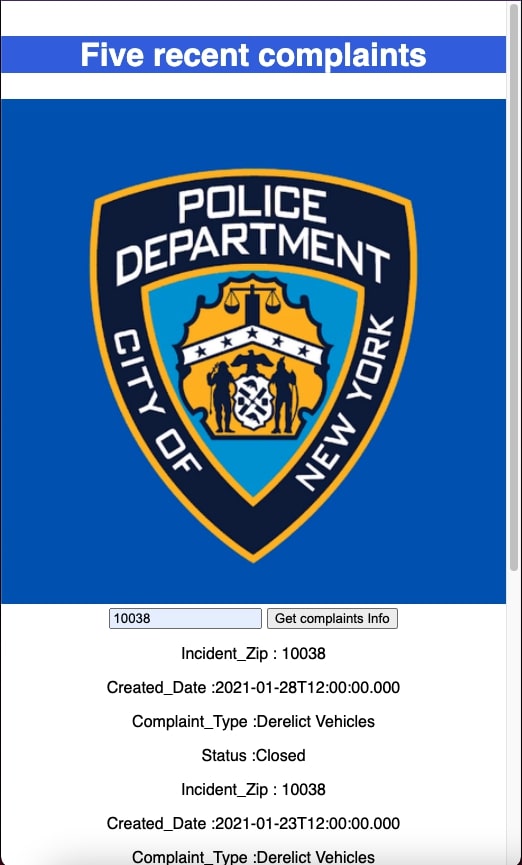 Five recent complaints
POLICE
DEPARTMENT
CITY OF
NEW YORK
10038
Get complaints Info
Incident_Zip : 10038
Created_Date :2021-01-28T12:00:00.000
Complaint_Type :Derelict Vehicles
Status :Closed
Incident_Zip : 10038
Created_Date :2021-01-23T12:00:00.000
Complaint_Type :Derelict Vehicles